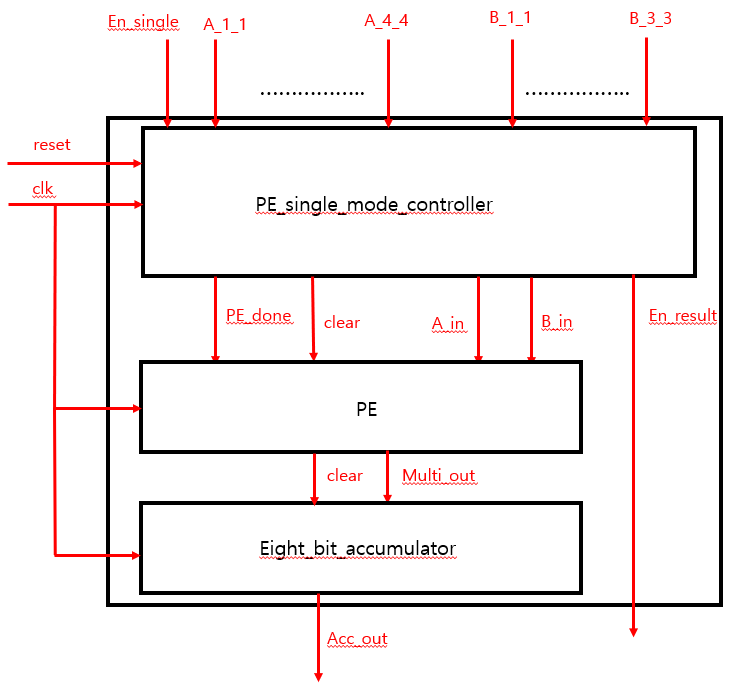 En_single
A_1_1
A_4_4
B_1_1
B_3_3
................. .................
reset
clk
PE_single_mode_controller
PE_done
clear
A_in
B_in
En_result
PE
clear
Multi_out
Eight_bit_accumulator
Acc_out